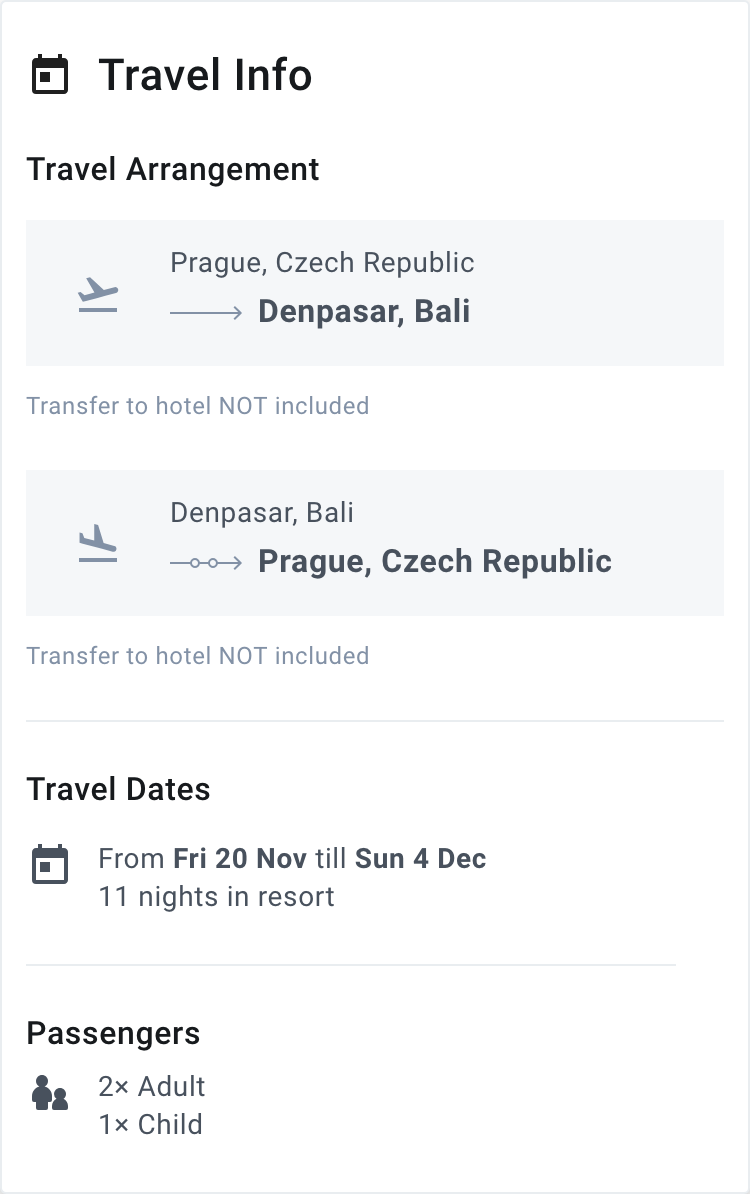 Travel Info
Travel Arrangement
Prague, Czech Republic
Denpasar, Bali
Transfer to hotel NOT included
Denpasar, Bali
Prague, Czech Republic
Transfer to hotel NOT included
Travel Dates
From Fri 20 Nov till Sun 4 Dec
11 nights in resort
Passengers
2× Adult
1× Child